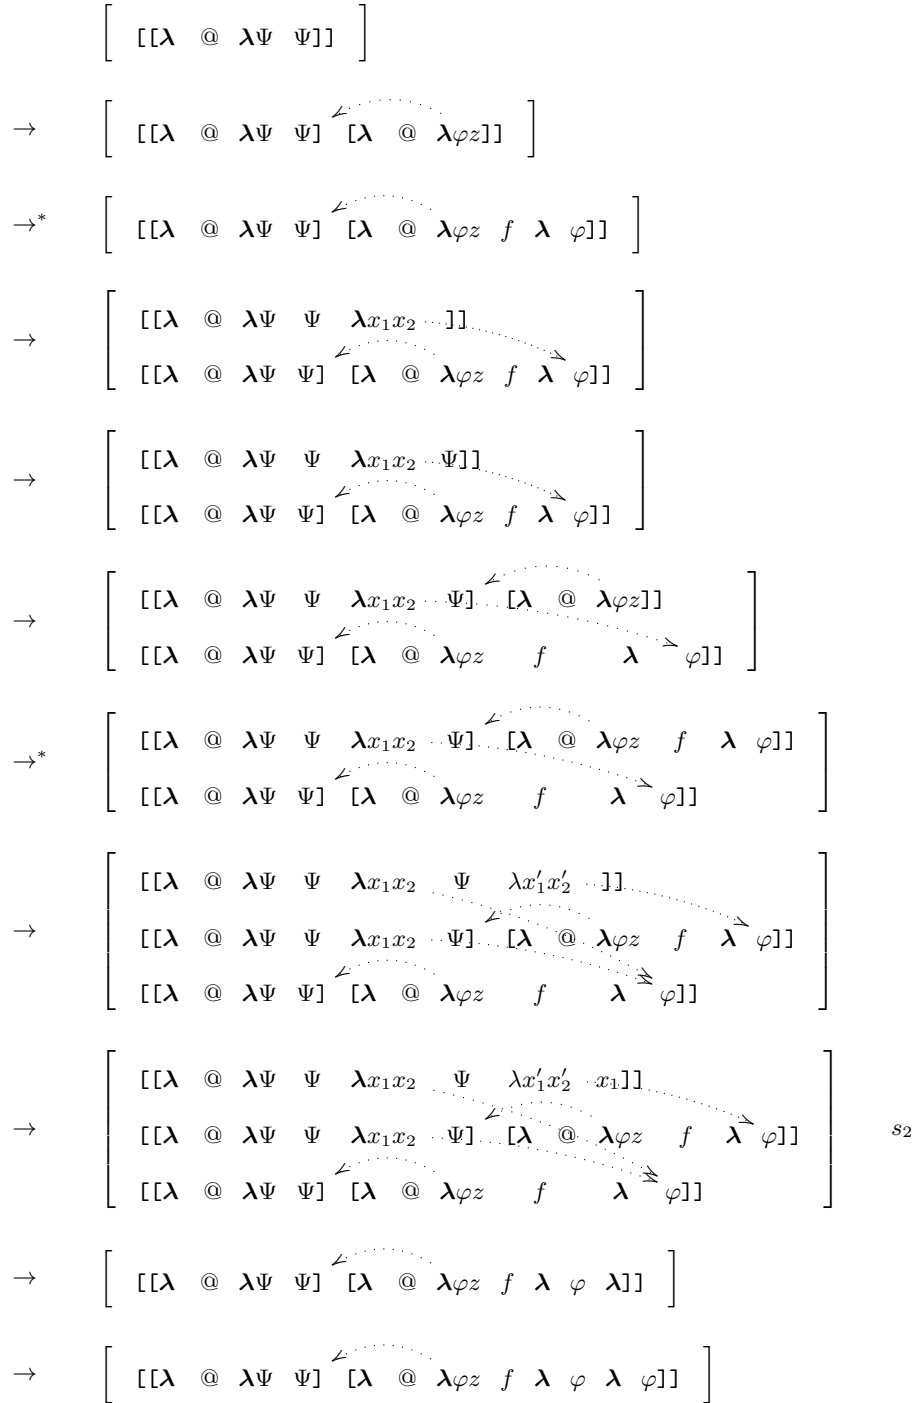 [[λ @ λΨ Ψ]]
→ [[λ @ λΨ Ψ] [λ @ λφz]]
→* [[λ @ λΨ Ψ] [λ @ λφz f λ φ]]
[[λ @ λΨ Ψ λx₁x₂ ]]
→
[[λ @ λΨ Ψ] [λ @ λφz f λ φ]]
[[λ @ λΨ Ψ λx₁x₂ Ψ]]
→
[[λ @ λΨ Ψ] [λ @ λφz f λ φ]]
[[λ @ λΨ Ψ λx₁x₂ Ψ] [λ @ λφz]]
→
[[λ @ λΨ Ψ] [λ @ λφz f λ φ]]
[[λ @ λΨ Ψ λx₁x₂ Ψ] [λ @ λφz f λ φ]]
→*
[[λ @ λΨ Ψ] [λ @ λφz f λ φ]]
[[λ @ λΨ Ψ λx₁x₂ Ψ λx′₁x′₂ ]]
→ [[λ @ λΨ Ψ λx₁x₂ Ψ] [λ @ λφz f λ φ]]
[[λ @ λΨ Ψ] [λ @ λφz f λ φ]]
[[λ @ λΨ Ψ λx₁x₂ Ψ λx′₁x′₂ x₁]]
→ [[λ @ λΨ Ψ λx₁x₂ Ψ] [λ @ λφz f λ φ]] s₂
[[λ @ λΨ Ψ] [λ @ λφz f λ φ]]
→ [[λ @ λΨ Ψ] [λ @ λφz f λ φ λ]]
→ [[λ @ λΨ Ψ] [λ @ λφz f λ φ λ φ]]